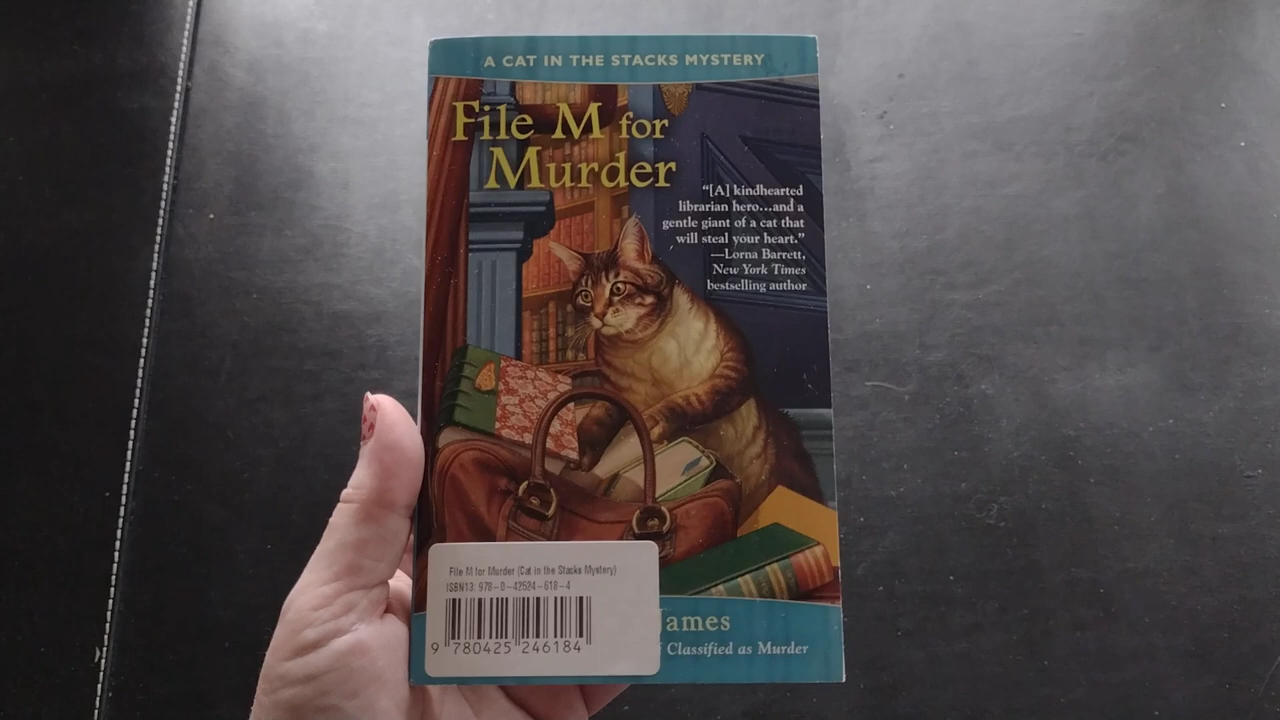 A CAT IN THE STACKS MYSTERY
File M for
Murder
“[A] kindhearted
librarian hero...and a
gentle giant of a cat that
will steal your heart.”
—Lorna Barrett,
New York Times
bestselling author
File M for Murder (Cat in the Stacks Mystery)
ISBN13: 978-0-42524-618-4
9 780425 246184
James
Classified as Murder